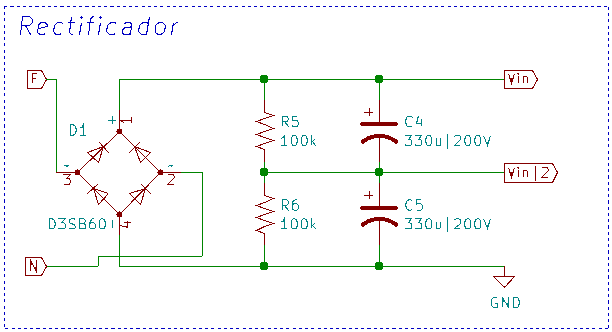 Rectificador
F
Vin
+
1
+
D1
R5
100k
C4
330u|200V
~
~
3
2
Vin|2
+
R6
100k
C5
330u|200V
D3SB60
4
N
GND